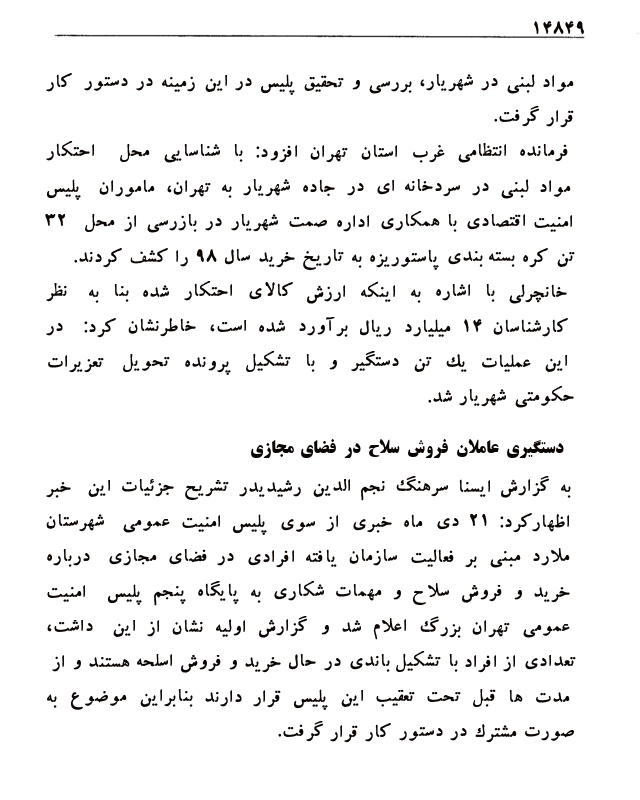 ۱۴۸۴۹
مواد لبنی در شهریار، بررسی و تحقیق پلیس در این زمینه در دستور کار
قرار گرفت.
فرمانده انتظامی غرب استان تهران افزود: با شناسایی محل احتکار
مواد لبنی در سردخانه ای در جاده شهریار به تهران، ماموران پلیس
امنیت اقتصادی با همکاری اداره صمت شهریار در بازرسی از محل ۳۲
تن کره بسته بندی پاستوریزه به تاریخ خرید سال ۹۸ را کشف کردند.
خانچرلی با اشاره به اینکه ارزش کالای احتکار شده بنا به نظر
کارشناسان ۱۴ میلیارد ریال برآورد شده است، خاطرنشان کرد: در
این عملیات یك تن دستگیر و با تشکیل پرونده تحویل تعزیرات
حکومتی شهریار شد.
دستگیری عاملان فروش سلاح در فضای مجازی
به گزارش ایسنا سرهنگ نجم الدین رشیدیدر تشریح جزئیات این خبر
اظهارکرد: ۲۱ دی ماه خبری از سوی پلیس امنیت عمومی شهرستان
ملارد مبنی بر فعالیت سازمان یافته افرادی در فضای مجازی درباره
خرید و فروش سلاح و مهمات شکاری به پایگاه پنجم پلیس امنیت
عمومی تهران بزرگ اعلام شد و گزارش اولیه نشان از این داشت،
تعدادی از افراد با تشکیل باندی در حال خرید و فروش اسلحه هستند و از
مدت ها قبل تحت تعقیب این پلیس قرار دارند بنابراین موضوع به
صورت مشترك در دستور کار قرار گرفت.